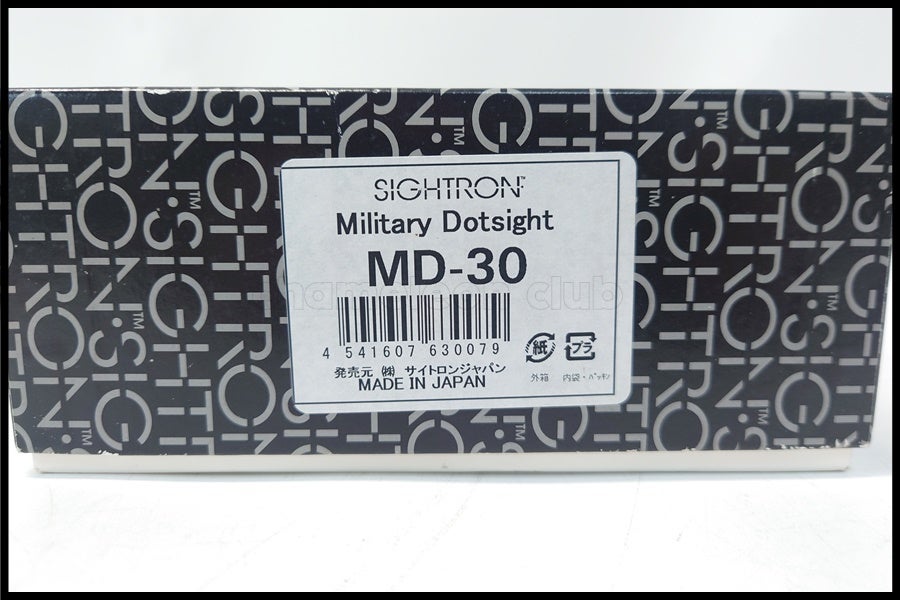 SIGHTRON™
Military Dotsight
MD-30
4 541607 630079
紙 プラ
外箱 内袋・パッキン
発売元 ㈱ サイトロンジャパン
MADE IN JAPAN